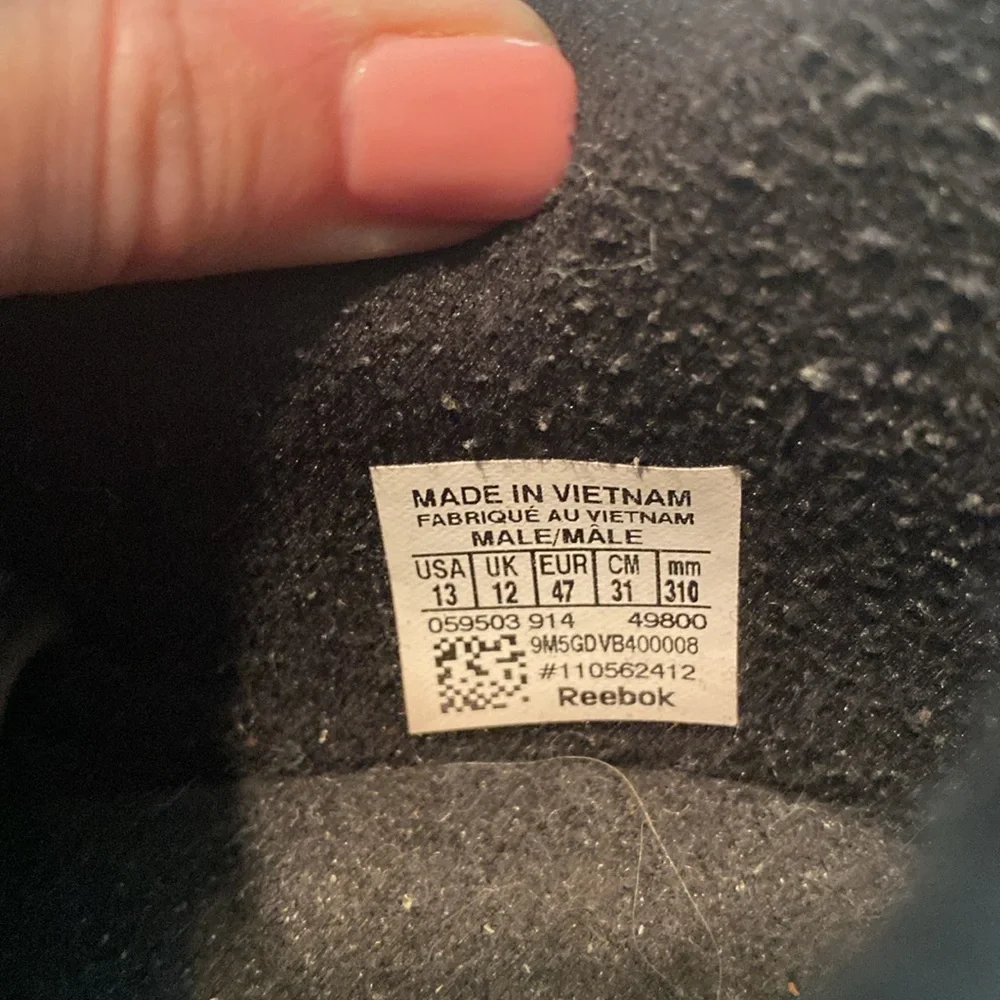 MADE IN VIETNAM
FABRIQUÉ AU VIETNAM
MALE/MÂLE
USA UK EUR CM mm
13 12 47 31 310
059503 914 49800
9M5GDVB400008
#110562412
Reebok